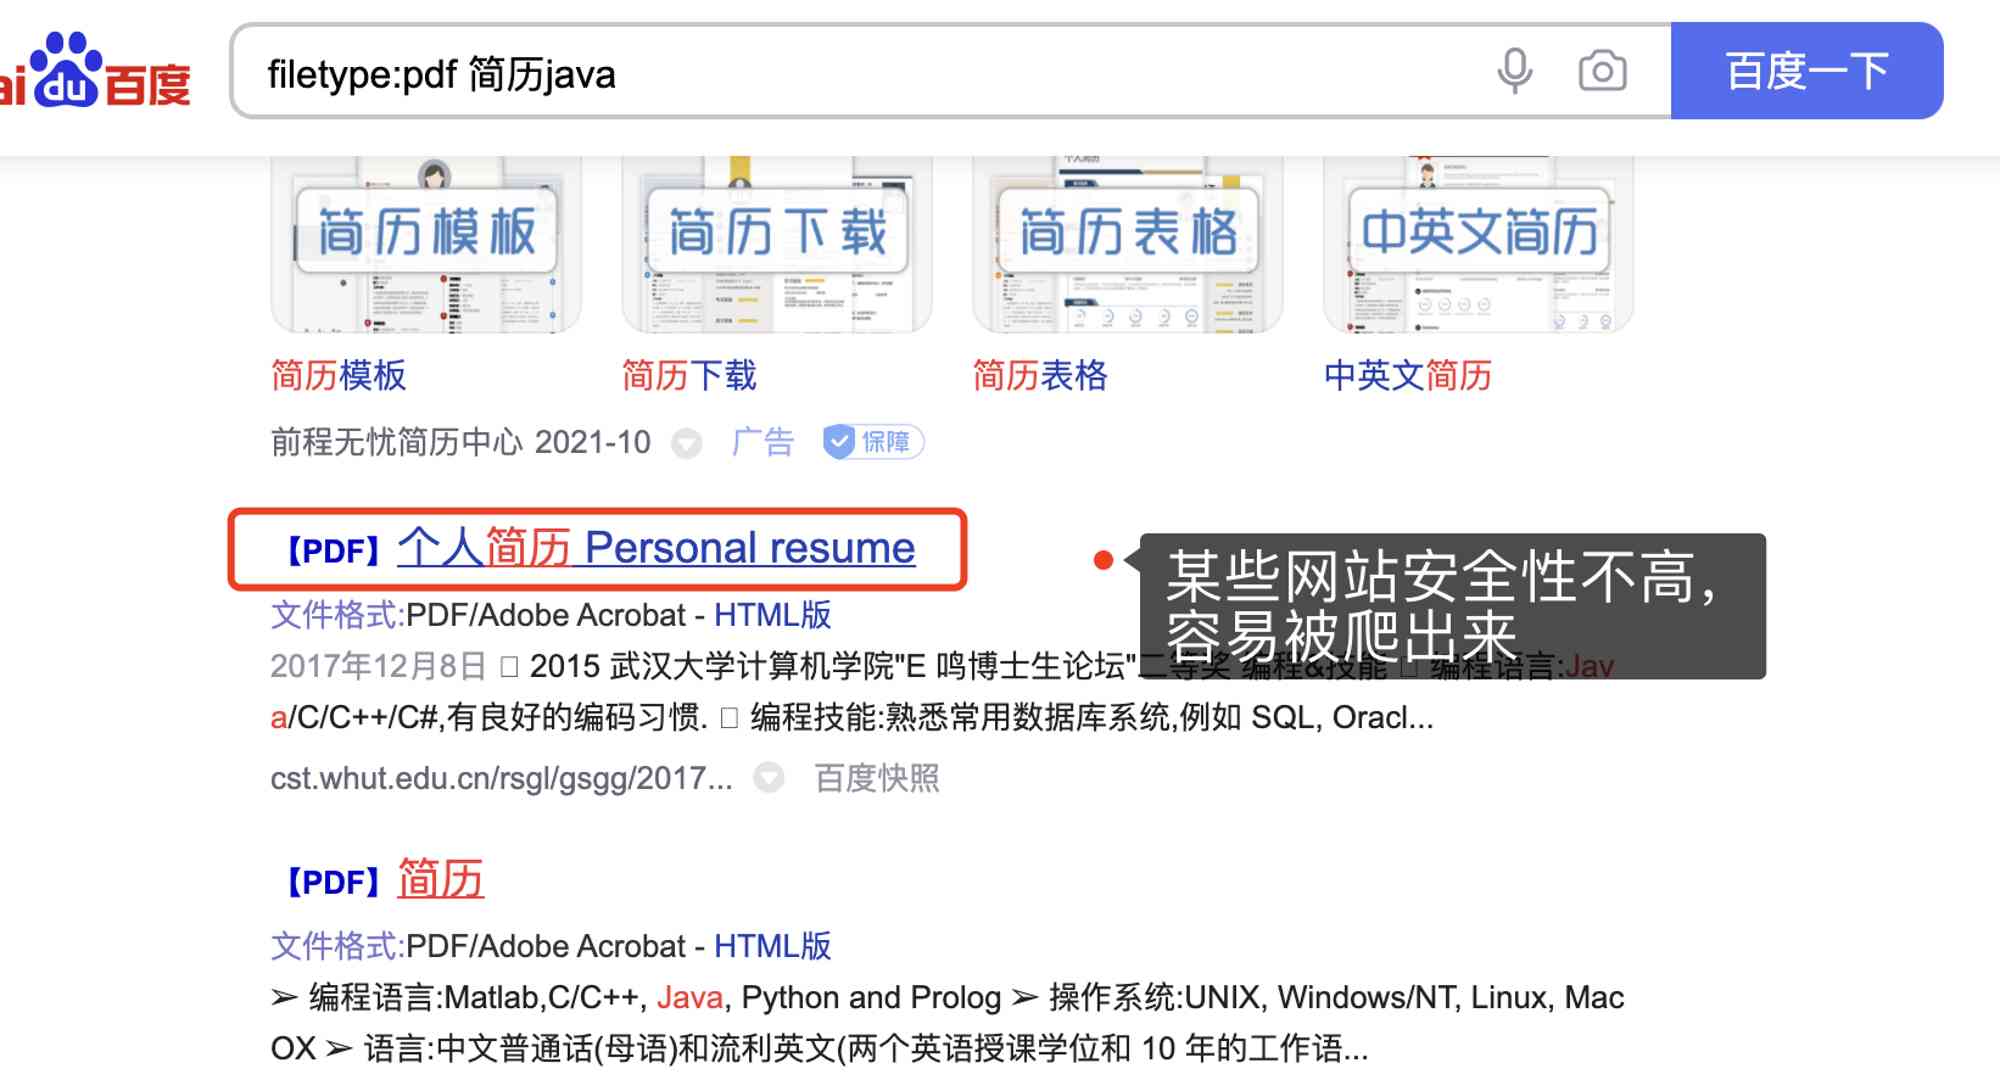 ai du 百度
filetype:pdf 简历java
百度一下
个人简历
简历模板 简历下载 简历表格 中英文简历
简历模板 简历下载 简历表格 中英文简历
前程无忧简历中心 2021-10 广告 保障
【PDF】个人简历 Personal resume
某些网站安全性不高，
容易被爬出来
文件格式:PDF/Adobe Acrobat - HTML版
2017年12月8日 □ 2015 武汉大学计算机学院"E 鸣博士生论坛"二等奖 编程&技能 □ 编程语言:Jav
a/C/C++/C#,有良好的编码习惯. □ 编程技能:熟悉常用数据库系统,例如 SQL, Oracl...
cst.whut.edu.cn/rsgl/gsgg/2017... 百度快照
【PDF】简历
文件格式:PDF/Adobe Acrobat - HTML版
➢ 编程语言:Matlab,C/C++, Java, Python and Prolog ➢ 操作系统:UNIX, Windows/NT, Linux, Mac
OX ➢ 语言:中文普通话(母语)和流利英文(两个英语授课学位和 10 年的工作语...